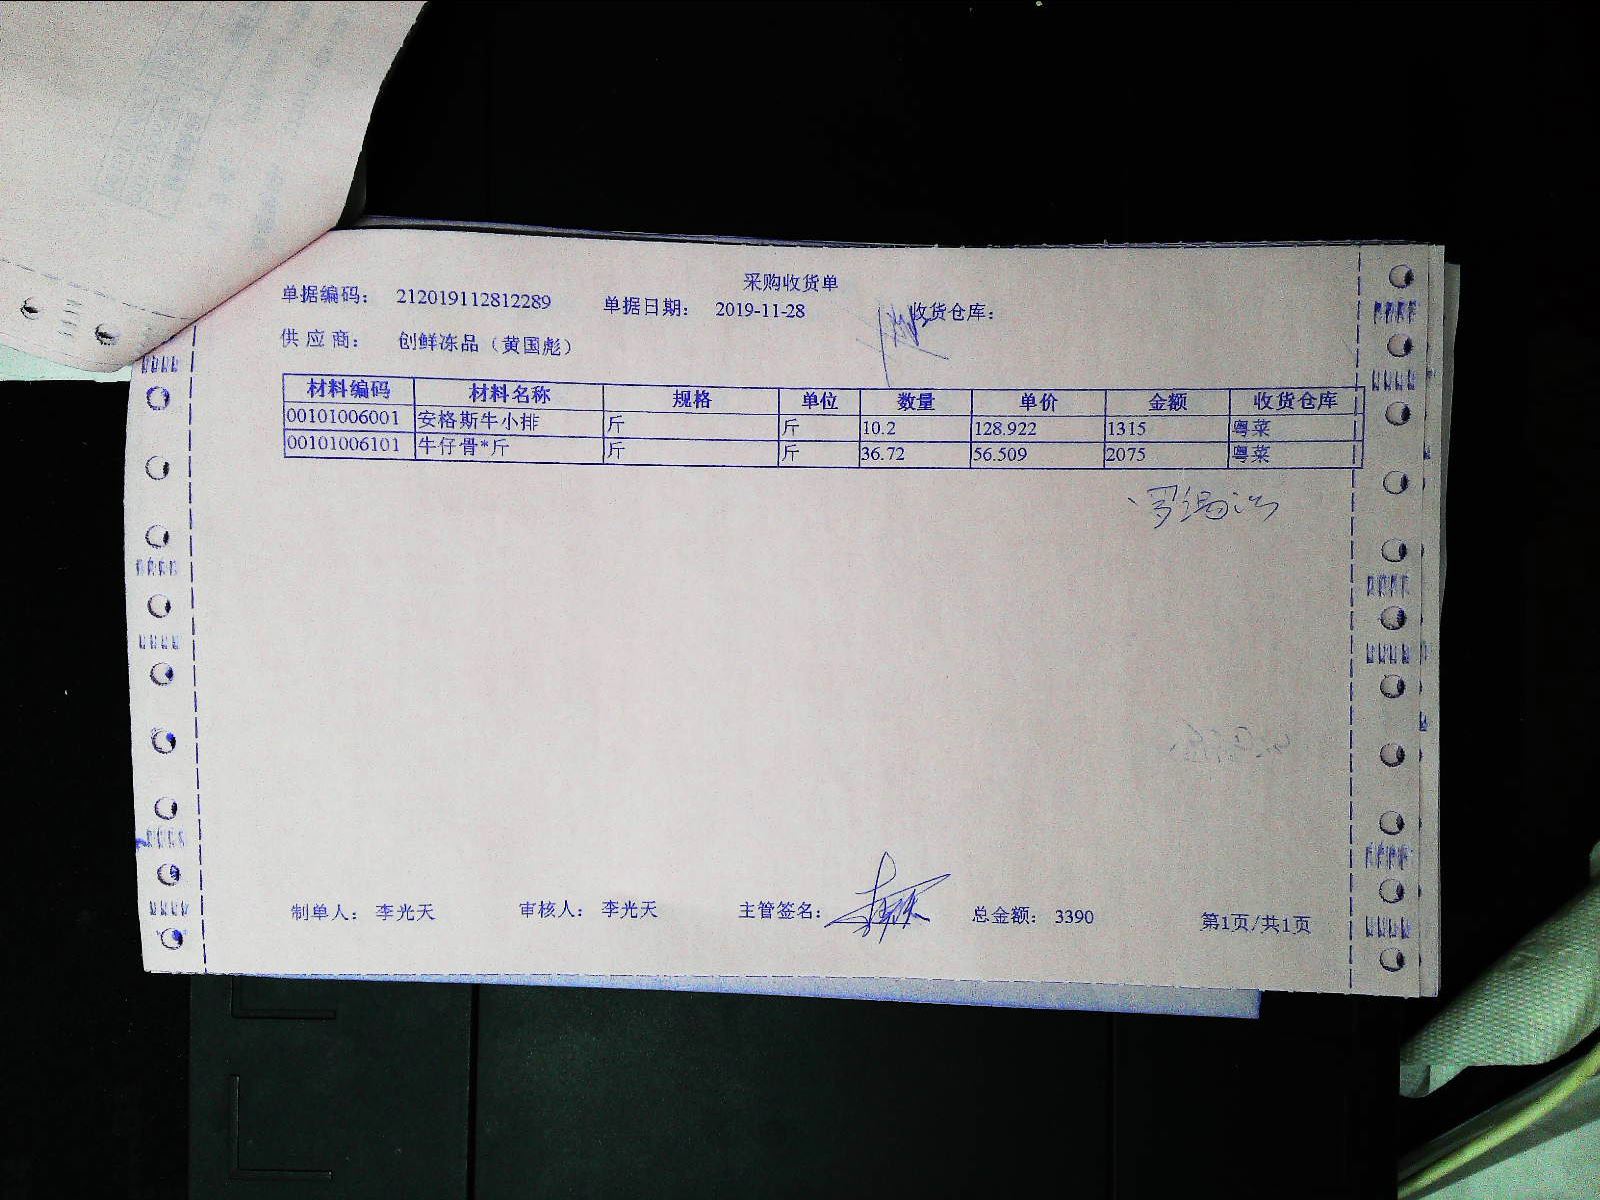 采购收货单
单据编码： 212019112812289 单据日期： 2019-11-28 收货仓库：
供 应 商： 创鲜冻品（黄国彪）
材料编码 材料名称 规格 单位 数量 单价 金额 收货仓库
00101006001 安格斯牛小排 斤 斤 10.2 128.922 1315 粤菜
00101006101 牛仔骨*斤 斤 斤 36.72 56.509 2075 粤菜
制单人： 李光天 审核人： 李光天 主管签名： 总金额： 3390 第1页/共1页